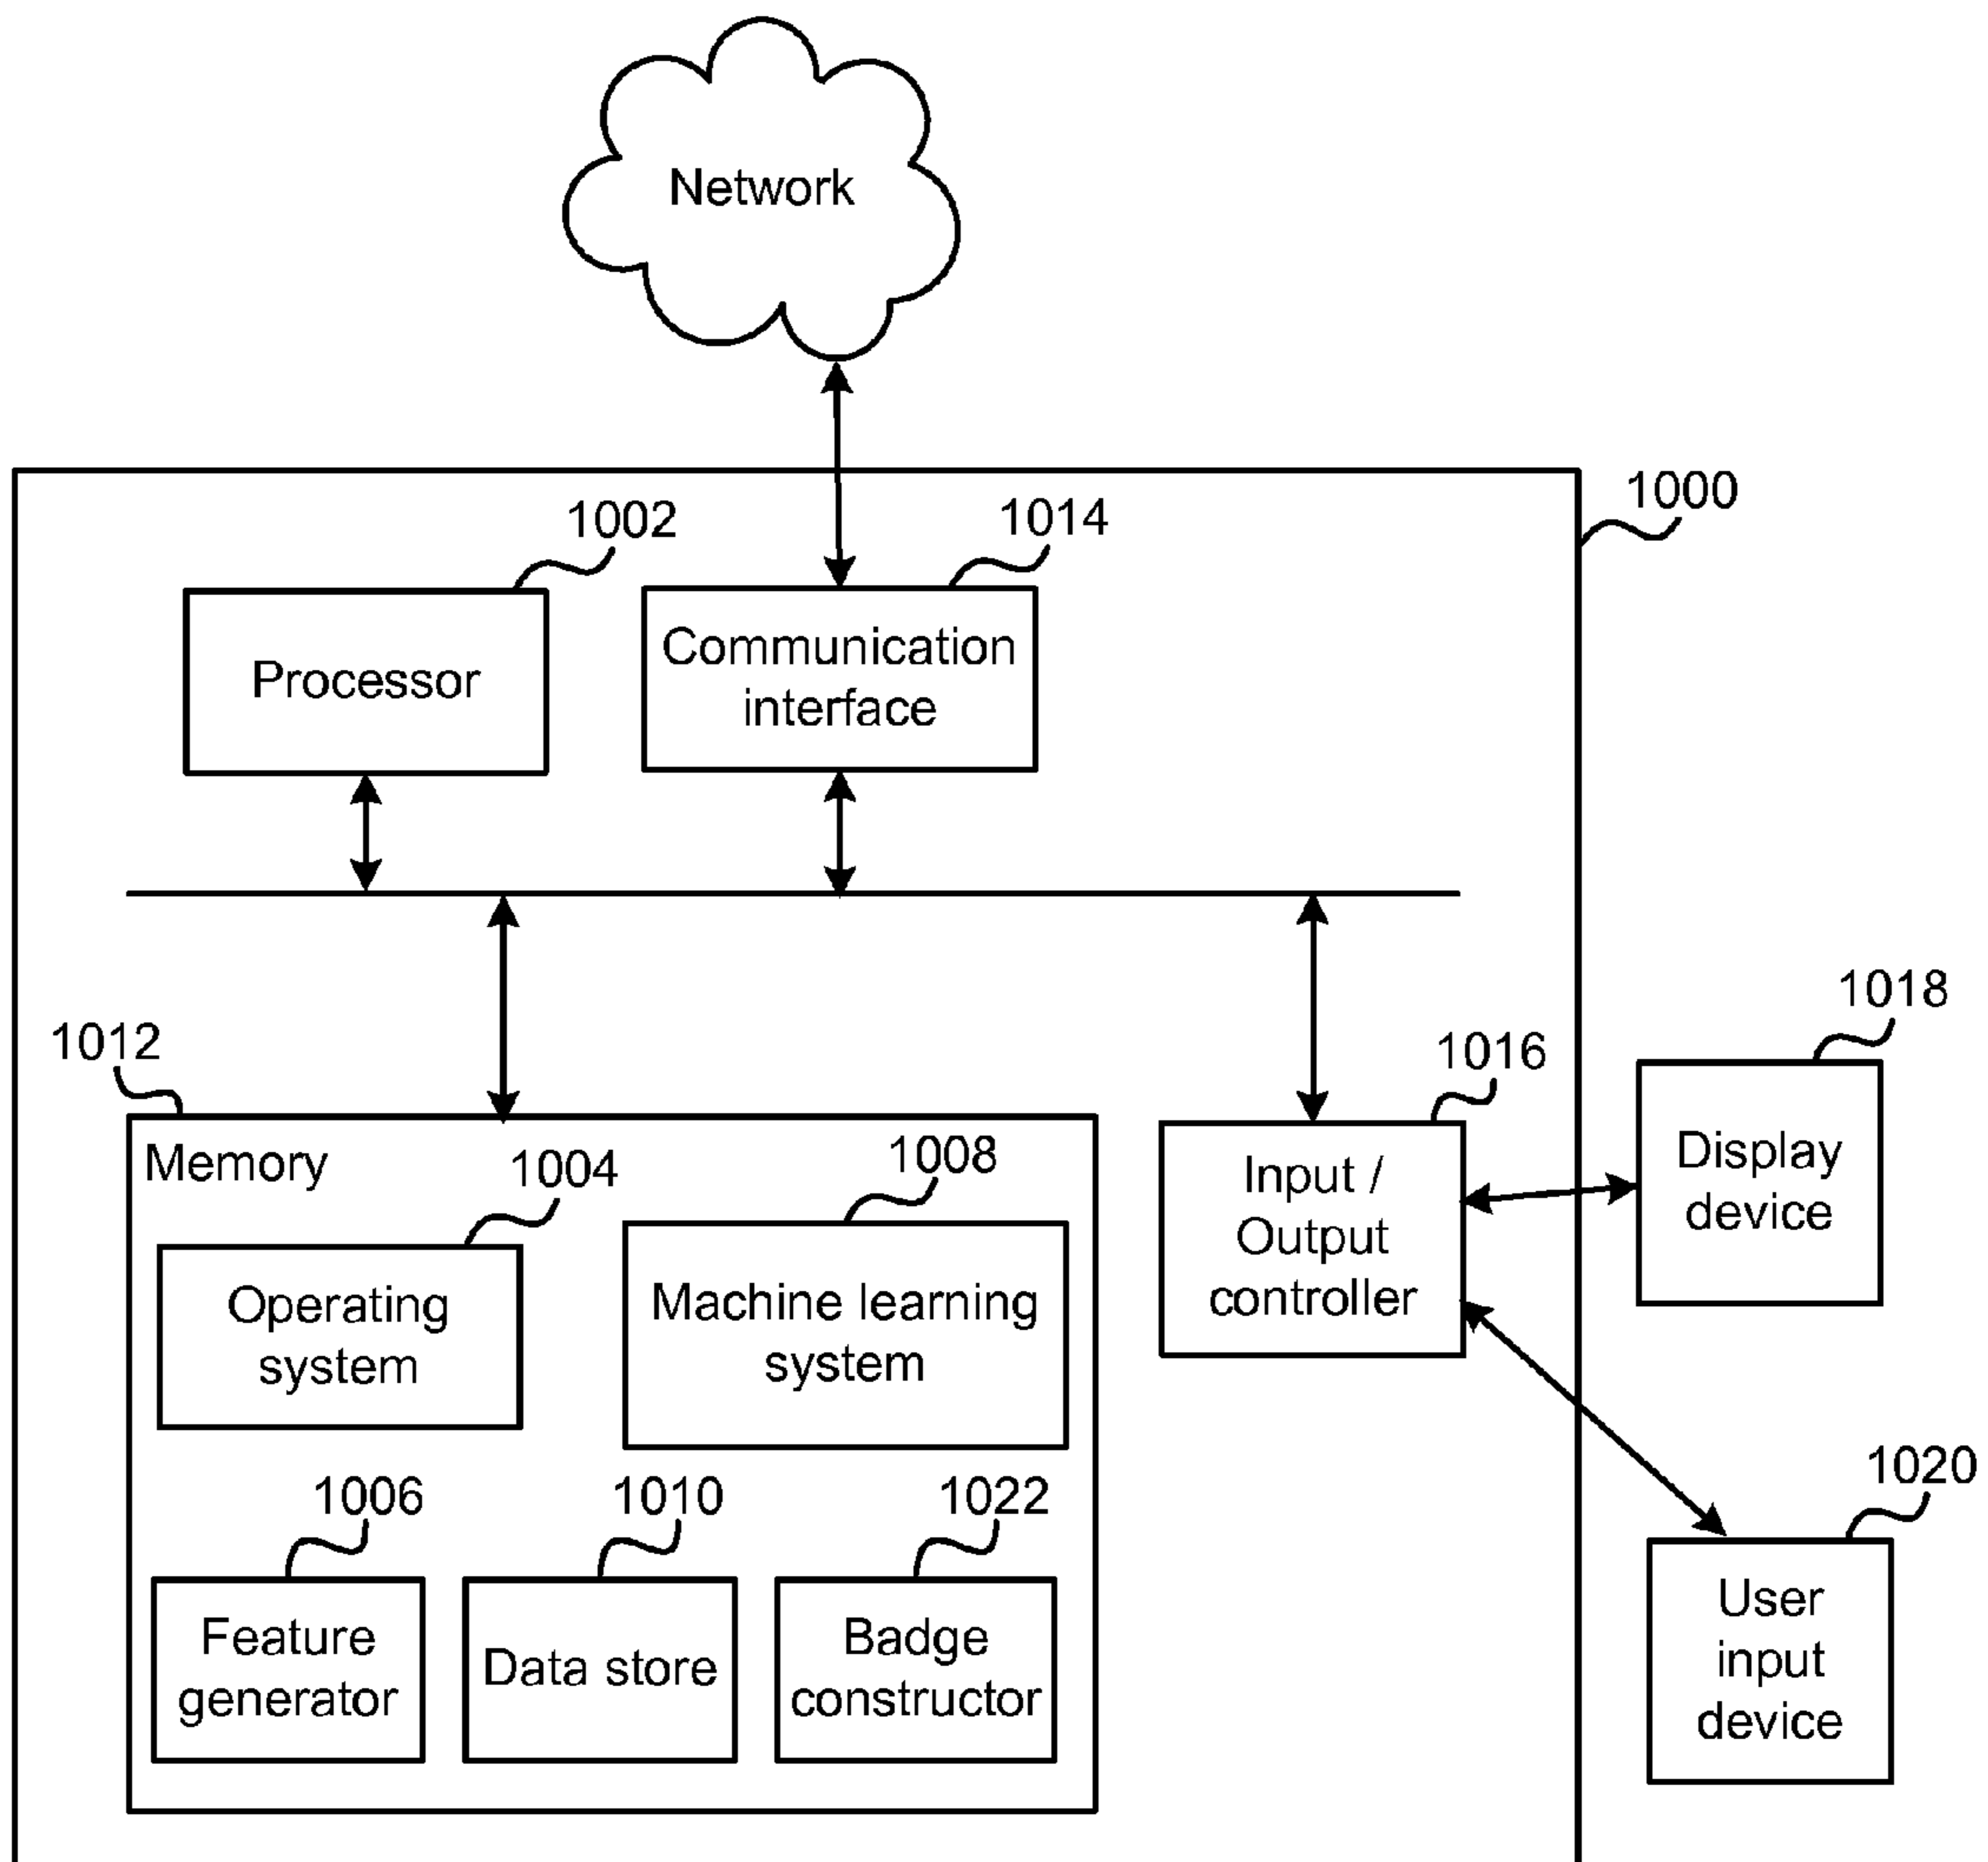 Network
1000
1002
1014
Processor
Communication
interface
1018
1012
1016
Display
device
Memory
1004
1008
Input /
Output
controller
Operating
system
Machine learning
system
1020
1006
1010
1022
User
input
device
Feature
generator
Data store
Badge
constructor